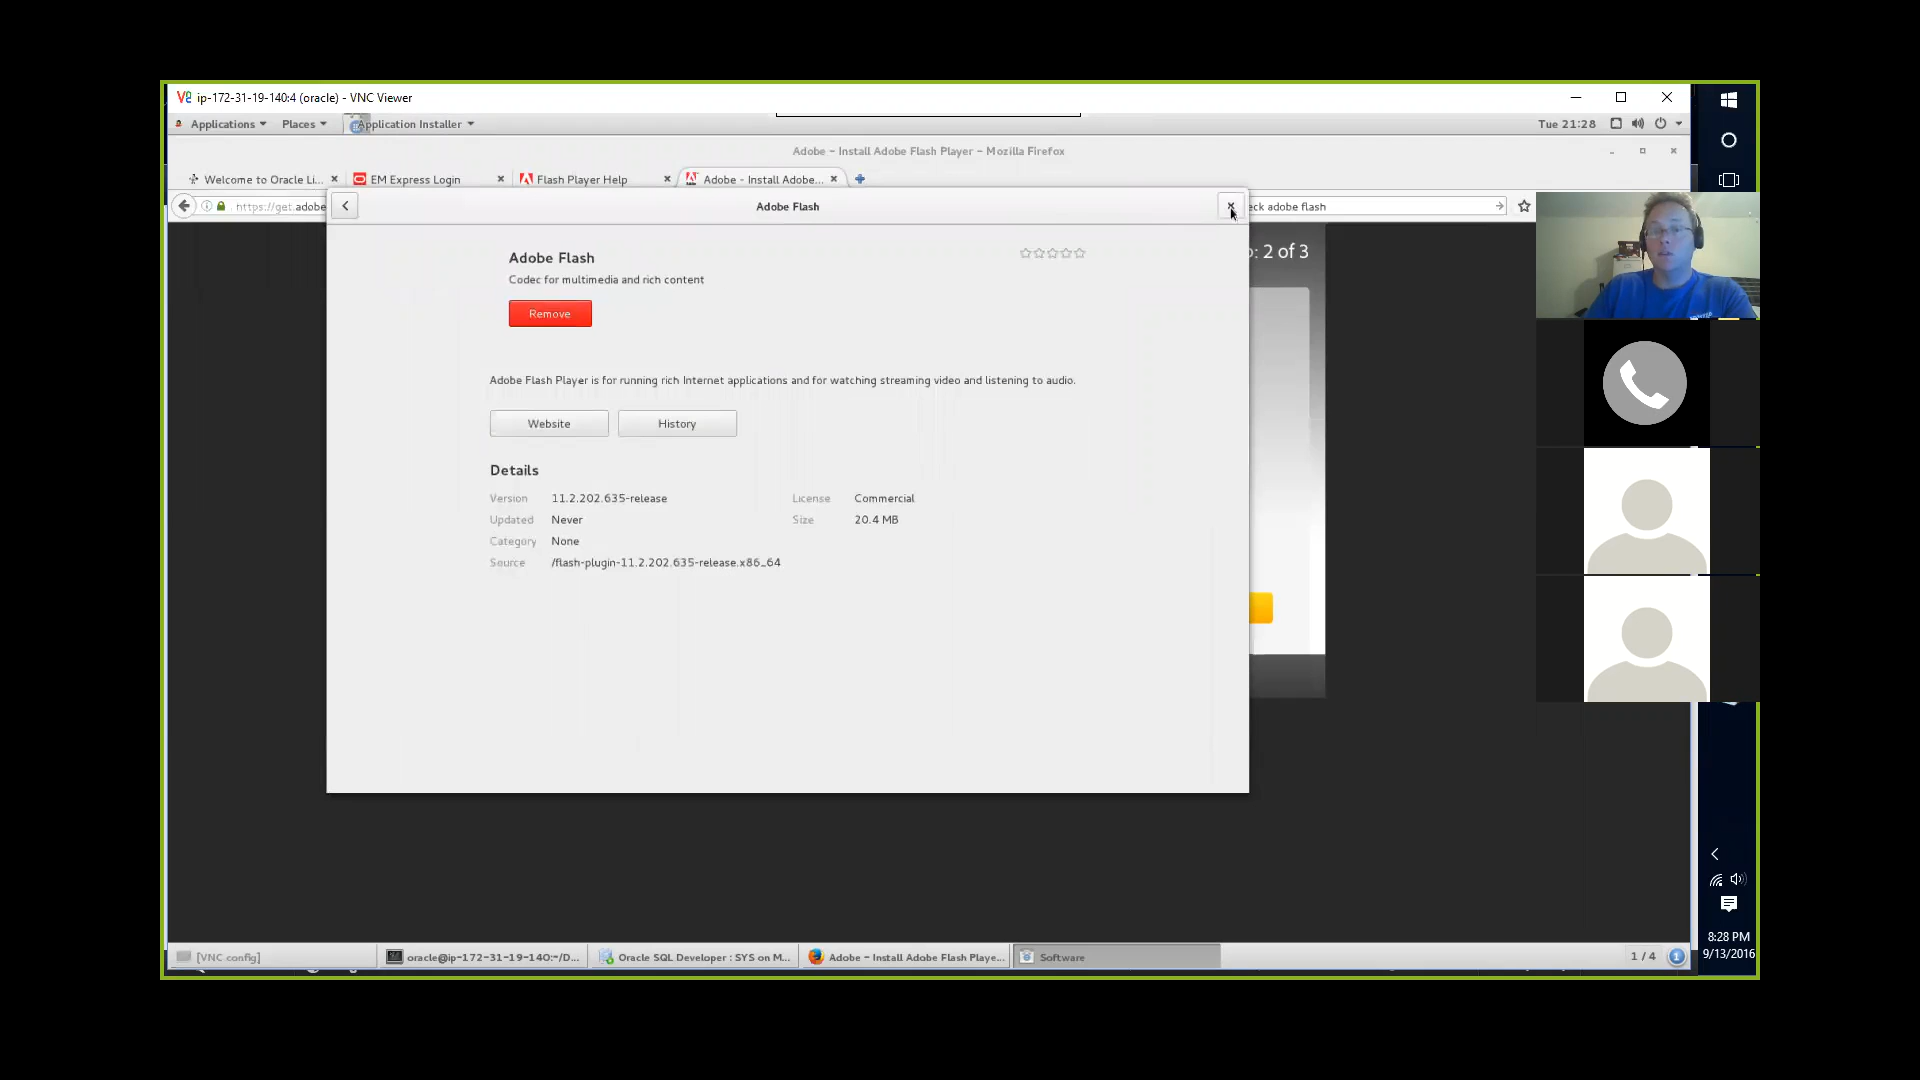 ip-172-31-19-140:4 (oracle) - VNC Viewer
Applications Places Application Installer Tue 21:28
Adobe - Install Adobe Flash Player - Mozilla Firefox
Welcome to Oracle Li... EM Express Login Flash Player Help Adobe - Install Adobe...
https://get.adobe Adobe Flash eck adobe flash
Adobe Flash
: 2 of 3
Codec for multimedia and rich content
Remove
Adobe Flash Player is for running rich Internet applications and for watching streaming video and listening to audio.
Website History
Details
Version 11.2.202.635-release License Commercial
Updated Never Size 20.4 MB
Category None
Source /flash-plugin-11.2.202.635-release.x86_64
8:28 PM
9/13/2016
[VNC config] oracle@ip-172-31-19-140:~/D... Oracle SQL Developer : SYS on M... Adobe - Install Adobe Flash Playe... Software 1 / 4 1